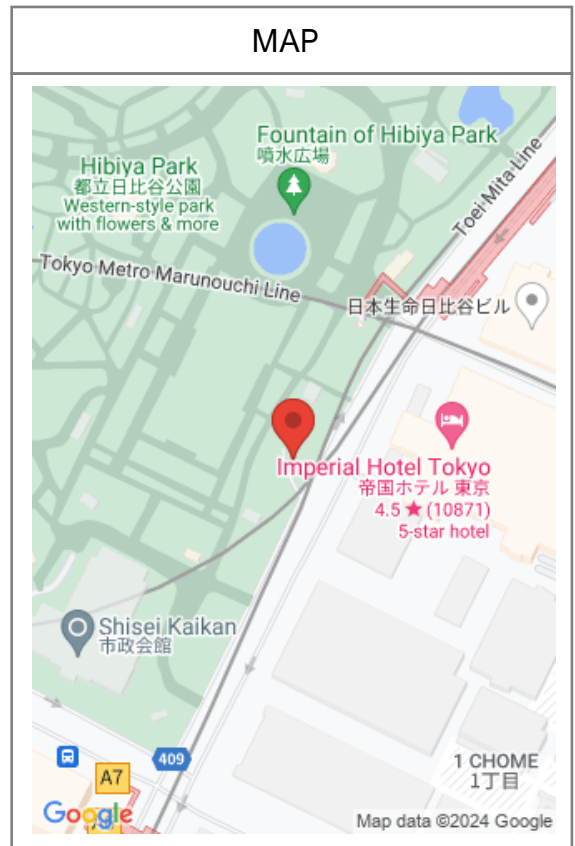 MAP
Fountain of Hibiya Park
噴水広場
Hibiya Park
都立日比谷公園
Western-style park
with flowers & more
Toei Mita Line
Tokyo Metro Marunouchi Line
日本生命日比谷ビル
Imperial Hotel Tokyo
帝国ホテル 東京
4.5 ★ (10871)
5-star hotel
Shisei Kaikan
市政会館
409
A7
1 CHOME
1丁目
Google
Map data ©2024 Google